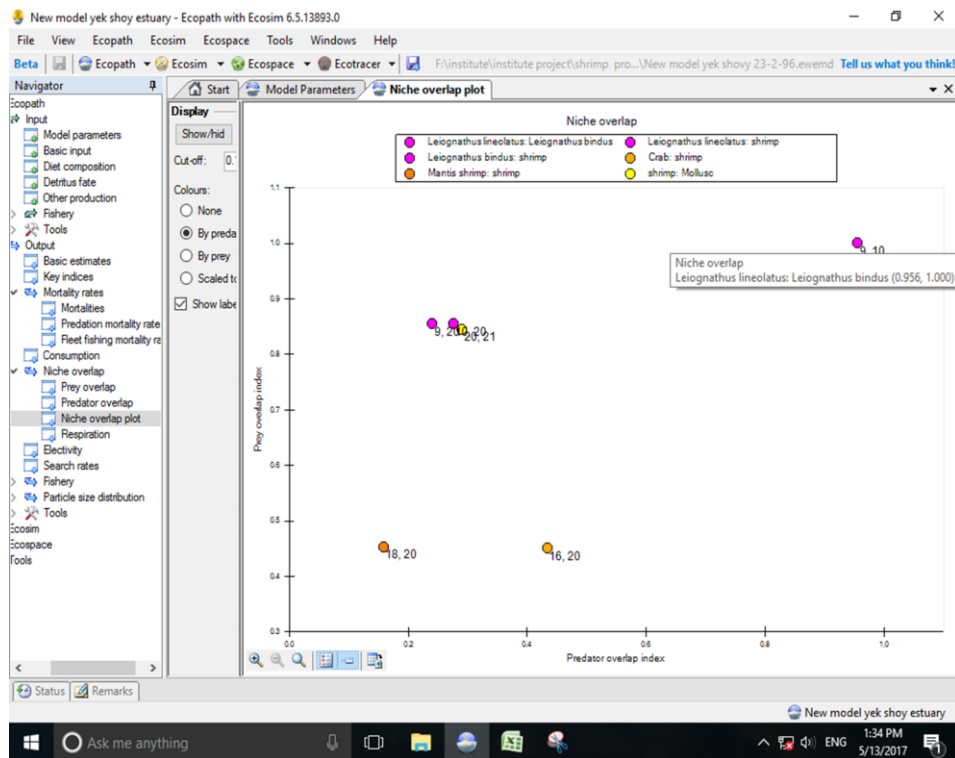 New model yek shoy estuary - Ecopath with Ecosim 6.5.13893.0
File View Ecopath Ecosim Ecospace Tools Windows Help
Beta Ecopath Ecosim Ecospace Ecotracer F:\institute\institute project\shrimp pro...\New model yek shovy 23-2-96.ewemd Tell us what you think!
Navigator
Ecopath
Input
Model parameters
Basic input
Diet composition
Detritus fate
Other production
Fishery
Tools
Output
Basic estimates
Key indices
Mortality rates
Mortalities
Predation mortality rate
Fleet fishing mortality ra
Consumption
Niche overlap
Prey overlap
Predator overlap
Niche overlap plot
Respiration
Electivity
Search rates
Fishery
Particle size distribution
Tools
Ecosim
Ecospace
Tools
Start Model Parameters Niche overlap plot
Display
Show/hid
Cut-off: 0.
Colours:
None
By preda
By prey
Scaled to
Show labe
Niche overlap
Leiognathus lineolatus: Leiognathus bindus Leiognathus lineolatus: shrimp
Leiognathus bindus: shrimp Crab: shrimp
Mantis shrimp: shrimp shrimp: Mollusc
1.1
1.0
0.9
0.8
0.7
0.6
0.5
0.4
0.3
Prey overlap index
9, 10
Niche overlap
Leiognathus lineolatus: Leiognathus bindus (0.956, 1.000)
9, 20
20, 21
18, 20
16, 20
0.0 0.2 0.4 0.6 0.8 1.0
Predator overlap index
Status Remarks
New model yek shoy estuary
Ask me anything
ENG
1:34 PM
5/13/2017
1